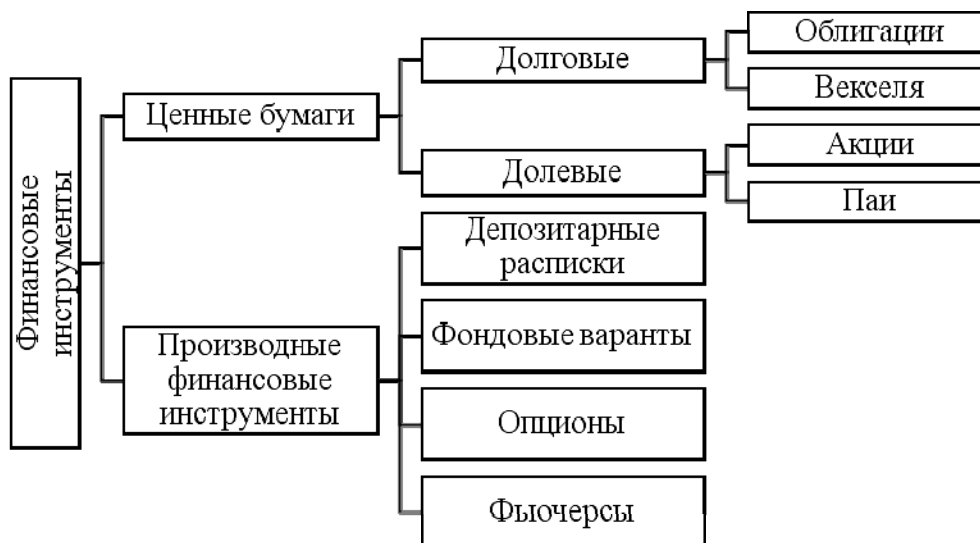 Финансовые
инструменты
Ценные бумаги
Долговые
Облигации
Векселя
Долевые
Акции
Паи
Производные
финансовые
инструменты
Депозитарные
расписки
Фондовые варанты
Опционы
Фьючерсы